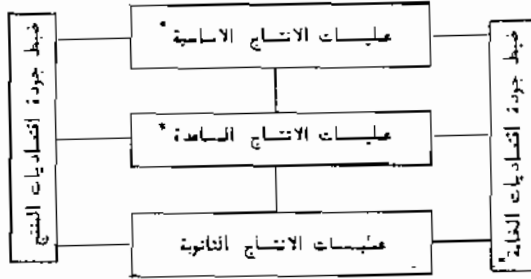 ضبط جودة اقتصاديات الخامة *
عمليات الانتاج الاساسية *
عمليات الانتاج المساعدة *
عمليات الانتاج الثانوية
ضبط جودة اقتصاديات المنتج